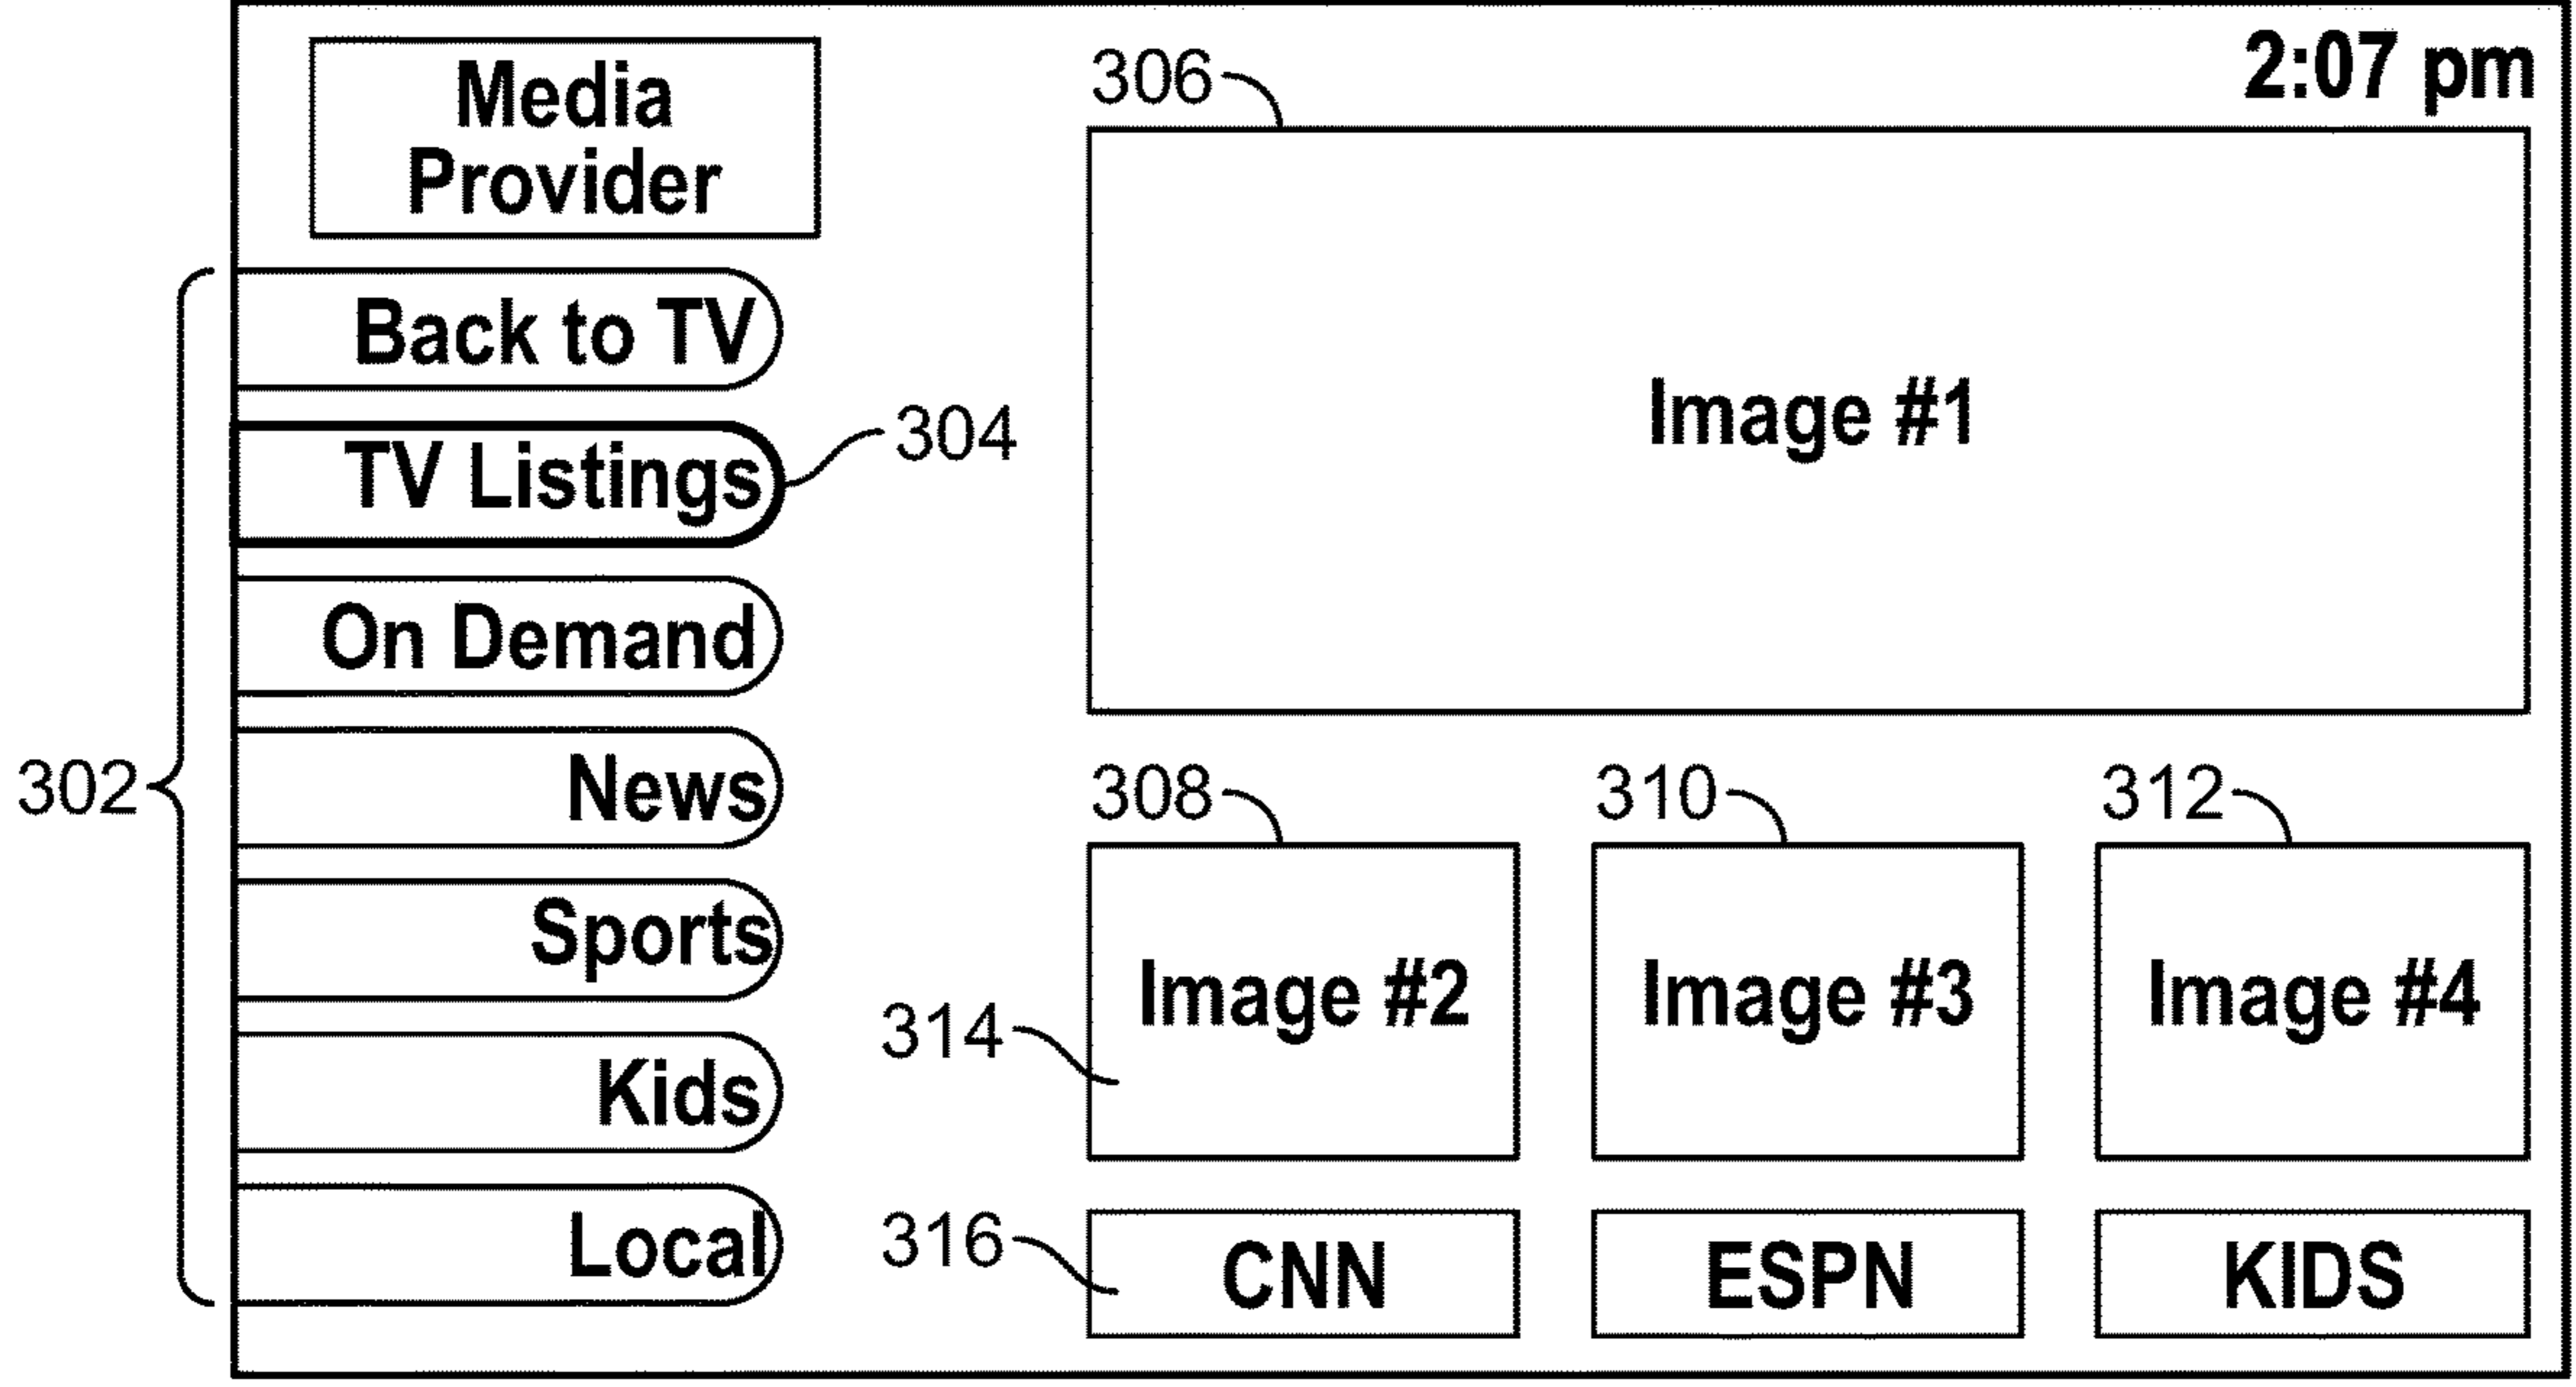 Media
Provider
2:07 pm
306
Image #1
302
Back to TV
TV Listings
304
On Demand
News
Sports
Kids
Local
308
310
312
314
Image #2
Image #3
Image #4
316
CNN
ESPN
KIDS